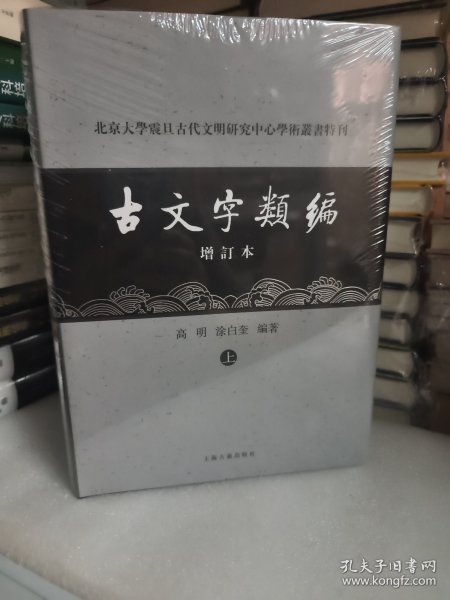 北京大學震旦古代文明研究中心學術叢書特刊
古文字類編
增訂本
高明 涂白奎 編著
上
上海古籍出版社
孔夫子旧书网
www.kongfz.com